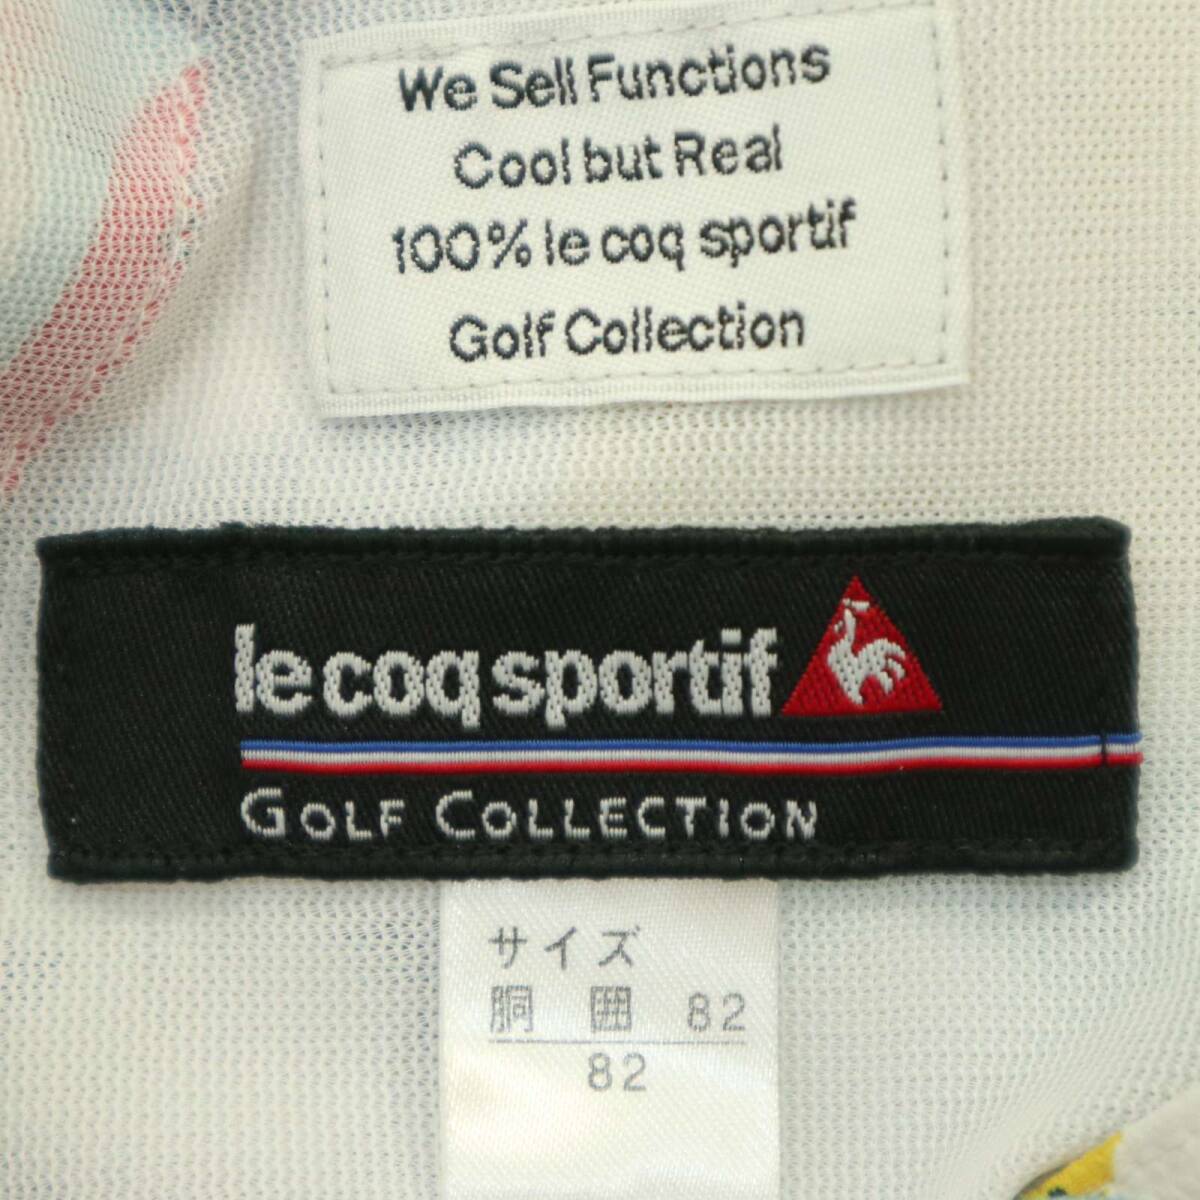 We Sell Functions
Cool but Real
100% le coq sportif
Golf Collection
le coq sportif
GOLF COLLECTION
サイズ
胴 囲 82
82